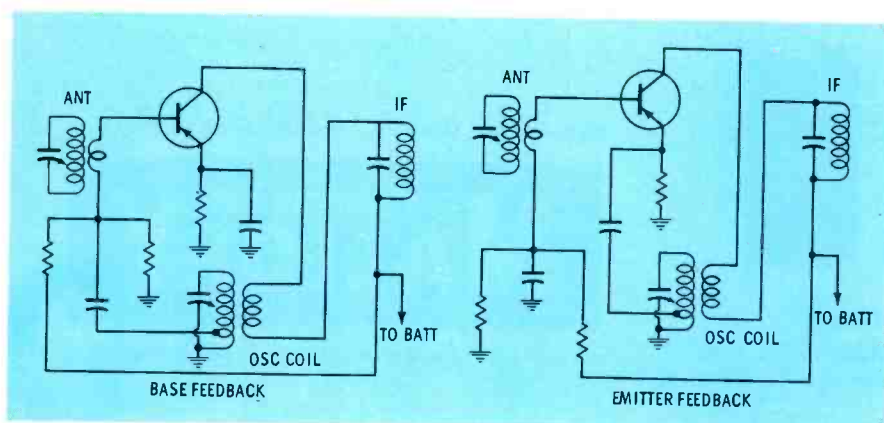 ANT
IF
TO BATT
OSC COIL
BASE FEEDBACK
ANT
IF
TO BATT
OSC COIL
EMITTER FEEDBACK